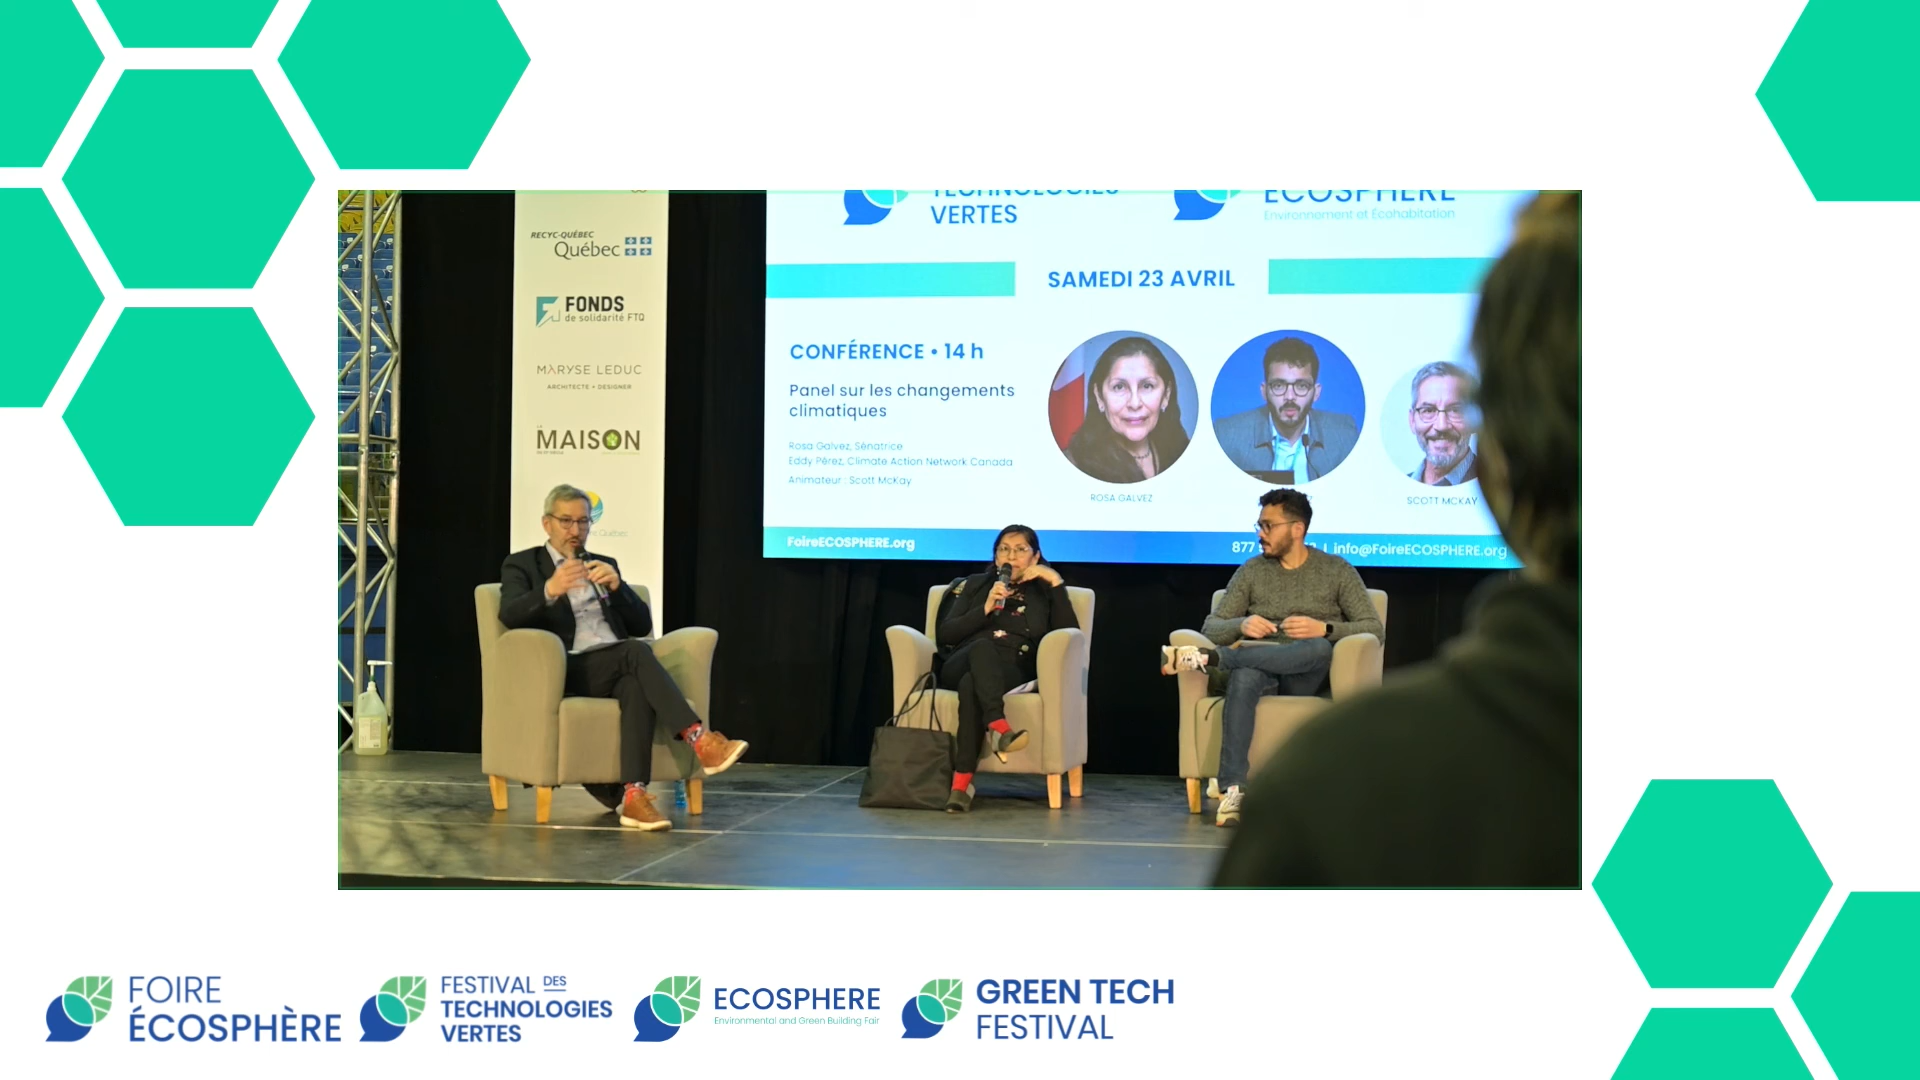 RECYC-QUÉBEC
Québec
FONDS
de solidarité FTQ
MARYSE LEDUC
ARCHITECTE + DESIGNER
MAISON
TECHNOLOGIES
VERTES
ÉCOSPHÈRE
Environnement et Écohabitation
SAMEDI 23 AVRIL
CONFÉRENCE • 14 h
Panel sur les changements
climatiques
Rosa Galvez, Sénatrice
Eddy Pérez, Climate Action Network Canada
Animateur : Scott McKay
ROSA GALVEZ
SCOTT MCKAY
FoireECOSPHERE.org
877
info@FoireECOSPHERE.org
FOIRE
ÉCOSPHÈRE
FESTIVAL DES
TECHNOLOGIES
VERTES
ECOSPHERE
Environmental and Green Building Fair
GREEN TECH
FESTIVAL